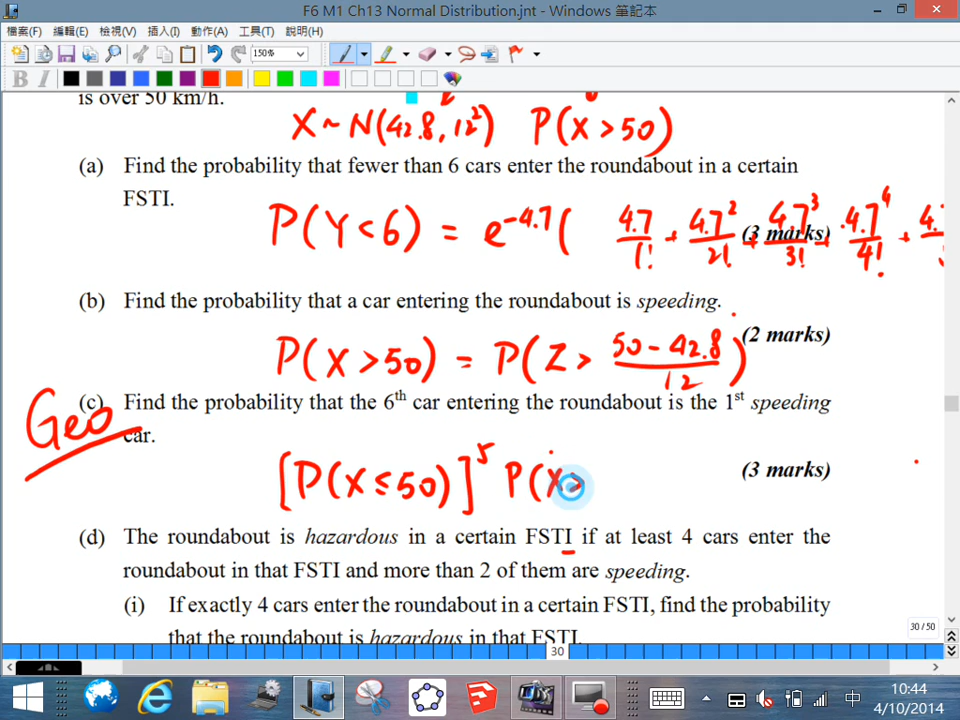 F6 M1 Ch13 Normal Distribution.jnt - Windows 筆記本
檔案(F) 編輯(E) 檢視(V) 插入(I) 動作(A) 工具(T) 說明(H)
150%
B I
is over 50 km/h.
X ~ N(42.8, 12²) P(X > 50)
(a) Find the probability that fewer than 6 cars enter the roundabout in a certain
FSTI.
P(Y < 6) = e^-4.7 ( 4.7/1! + 4.7²/2! + 4.7³/3! + 4.7⁴/4! + 4.
(3 marks)
(b) Find the probability that a car entering the roundabout is speeding.
(2 marks)
P(X > 50) = P(Z > (50 - 42.8)/12)
Geo
(c) Find the probability that the 6th car entering the roundabout is the 1st speeding
car.
(3 marks)
[P(X ≤ 50)]⁵ P(X >
(d) The roundabout is hazardous in a certain FSTI if at least 4 cars enter the
roundabout in that FSTI and more than 2 of them are speeding.
(i) If exactly 4 cars enter the roundabout in a certain FSTI, find the probability
that the roundabout is hazardous in that FSTI.
30 / 50
30
中
10:44
4/10/2014